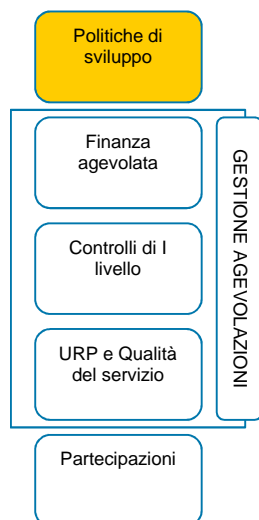 Politiche di
sviluppo
Finanza
agevolata
Controlli di I
livello
URP e Qualità
del servizio
GESTIONE AGEVOLAZIONI
Partecipazioni